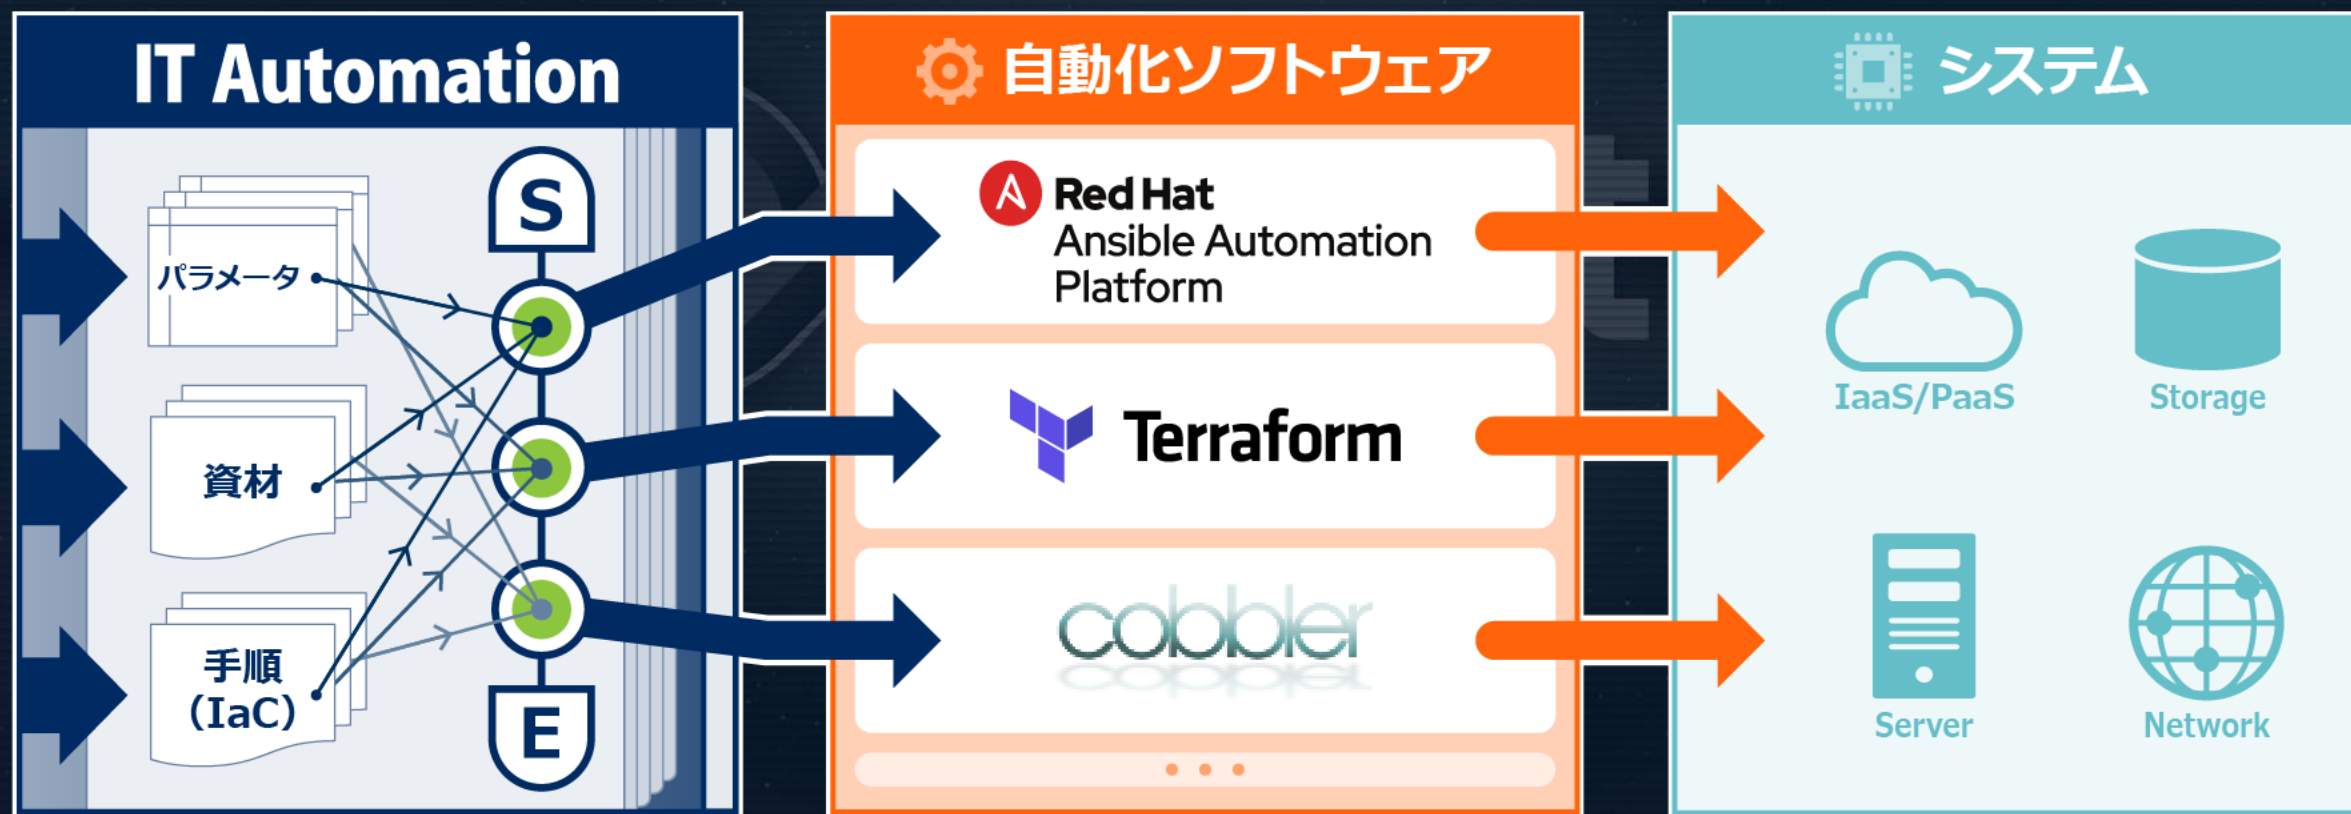 IT Automation
パラメータ
資材
手順
（IaC）
S
E
自動化ソフトウェア
Red Hat
Ansible Automation
Platform
Terraform
cobbler
システム
IaaS/PaaS
Storage
Server
Network